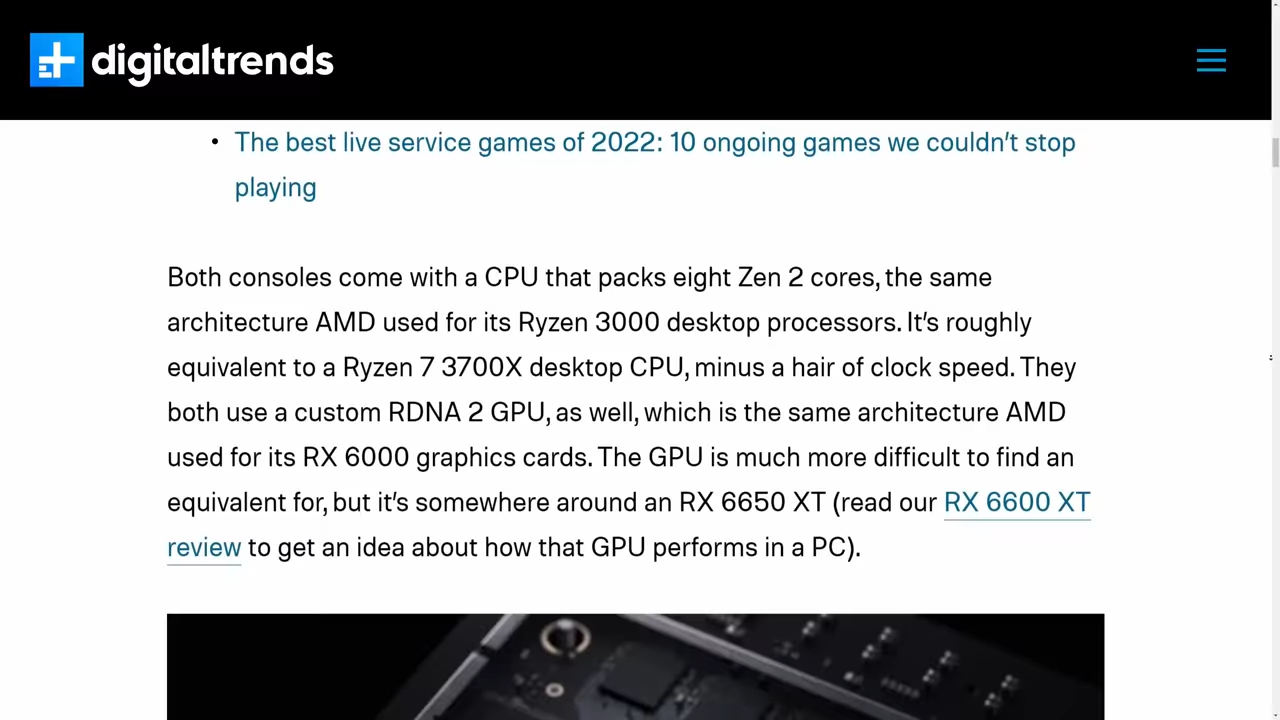 digitaltrends
• The best live service games of 2022: 10 ongoing games we couldn’t stop
playing
Both consoles come with a CPU that packs eight Zen 2 cores, the same
architecture AMD used for its Ryzen 3000 desktop processors. It’s roughly
equivalent to a Ryzen 7 3700X desktop CPU, minus a hair of clock speed. They
both use a custom RDNA 2 GPU, as well, which is the same architecture AMD
used for its RX 6000 graphics cards. The GPU is much more difficult to find an
equivalent for, but it’s somewhere around an RX 6650 XT (read our RX 6600 XT
review to get an idea about how that GPU performs in a PC).